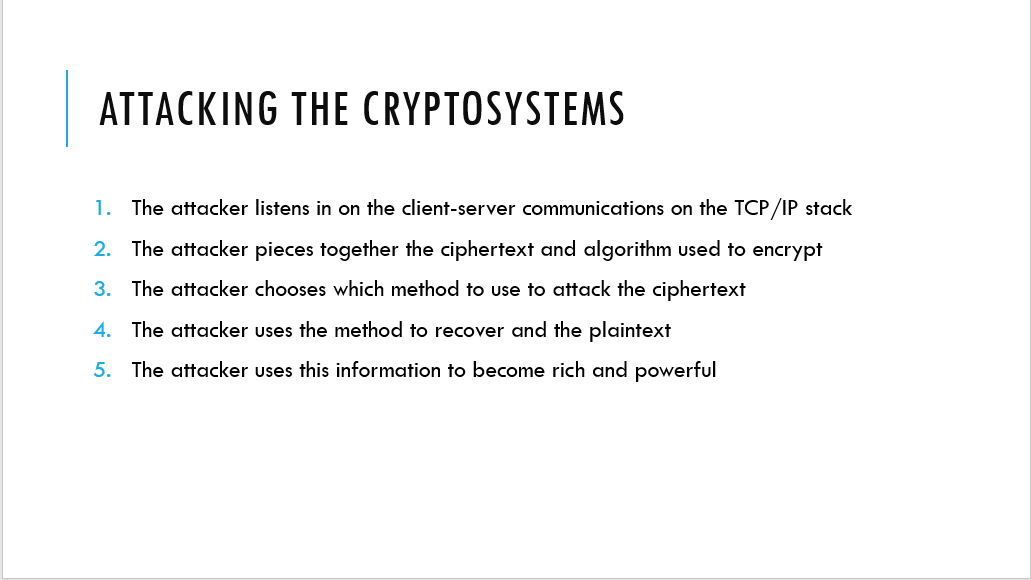 ATTACKING THE CRYPTOSYSTEMS
1. The attacker listens in on the client-server communications on the TCP/IP stack
2. The attacker pieces together the ciphertext and algorithm used to encrypt
3. The attacker chooses which method to use to attack the ciphertext
4. The attacker uses the method to recover and the plaintext
5. The attacker uses this information to become rich and powerful